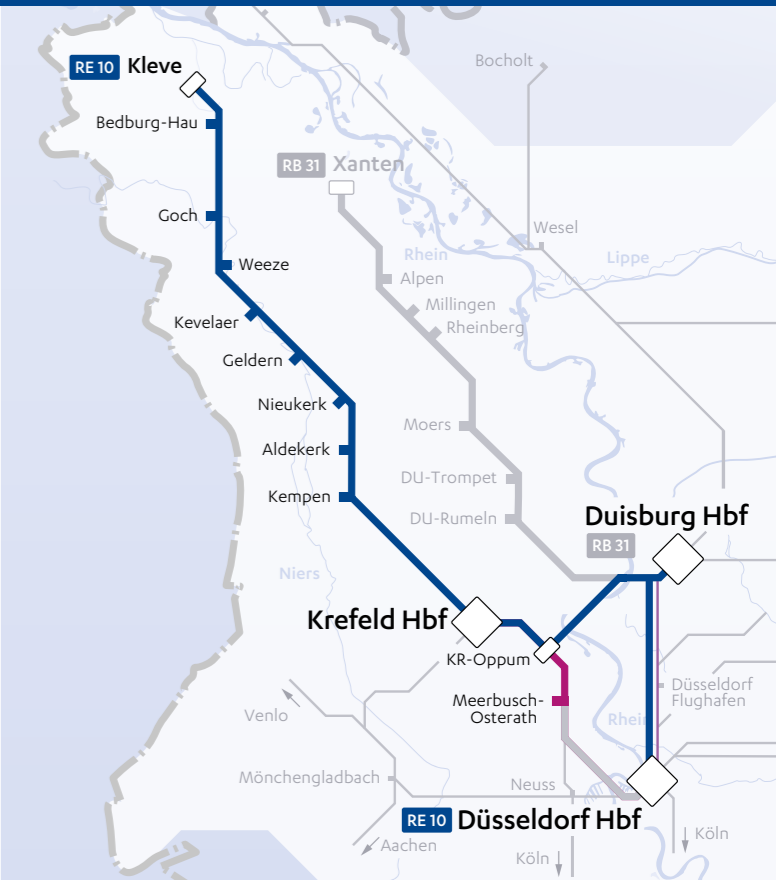 RE 10 Kleve
Bocholt
Bedburg-Hau
RB 31 Xanten
Goch
Wesel
Rhein
Lippe
Weeze
Alpen
Millingen
Kevelaer
Rheinberg
Geldern
Nieukerk
Moers
Aldekerk
DU-Trompet
Kempen
DU-Rumeln
Duisburg Hbf
RB 31
Niers
Krefeld Hbf
KR-Oppum
Meerbusch-
Osterath
Düsseldorf
Flughafen
Venlo
Rhein
Mönchengladbach
Neuss
RE 10 Düsseldorf Hbf
Köln
Aachen
Köln